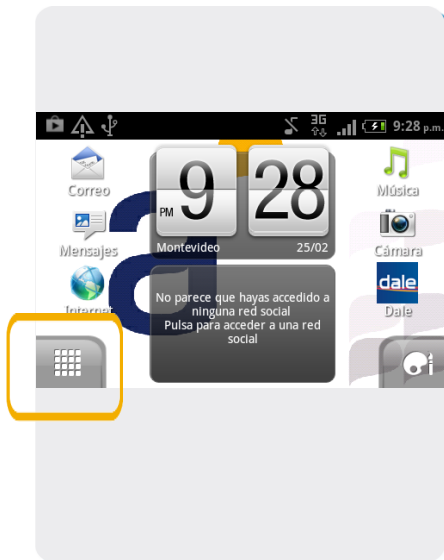 3G
9:28 p.m.
Correo
PM 9 28
Música
Mensajes
Montevideo 25/02
Cámara
Internet
No parece que hayas accedido a
ninguna red social
Pulsa para acceder a una red
social
dale
Dale